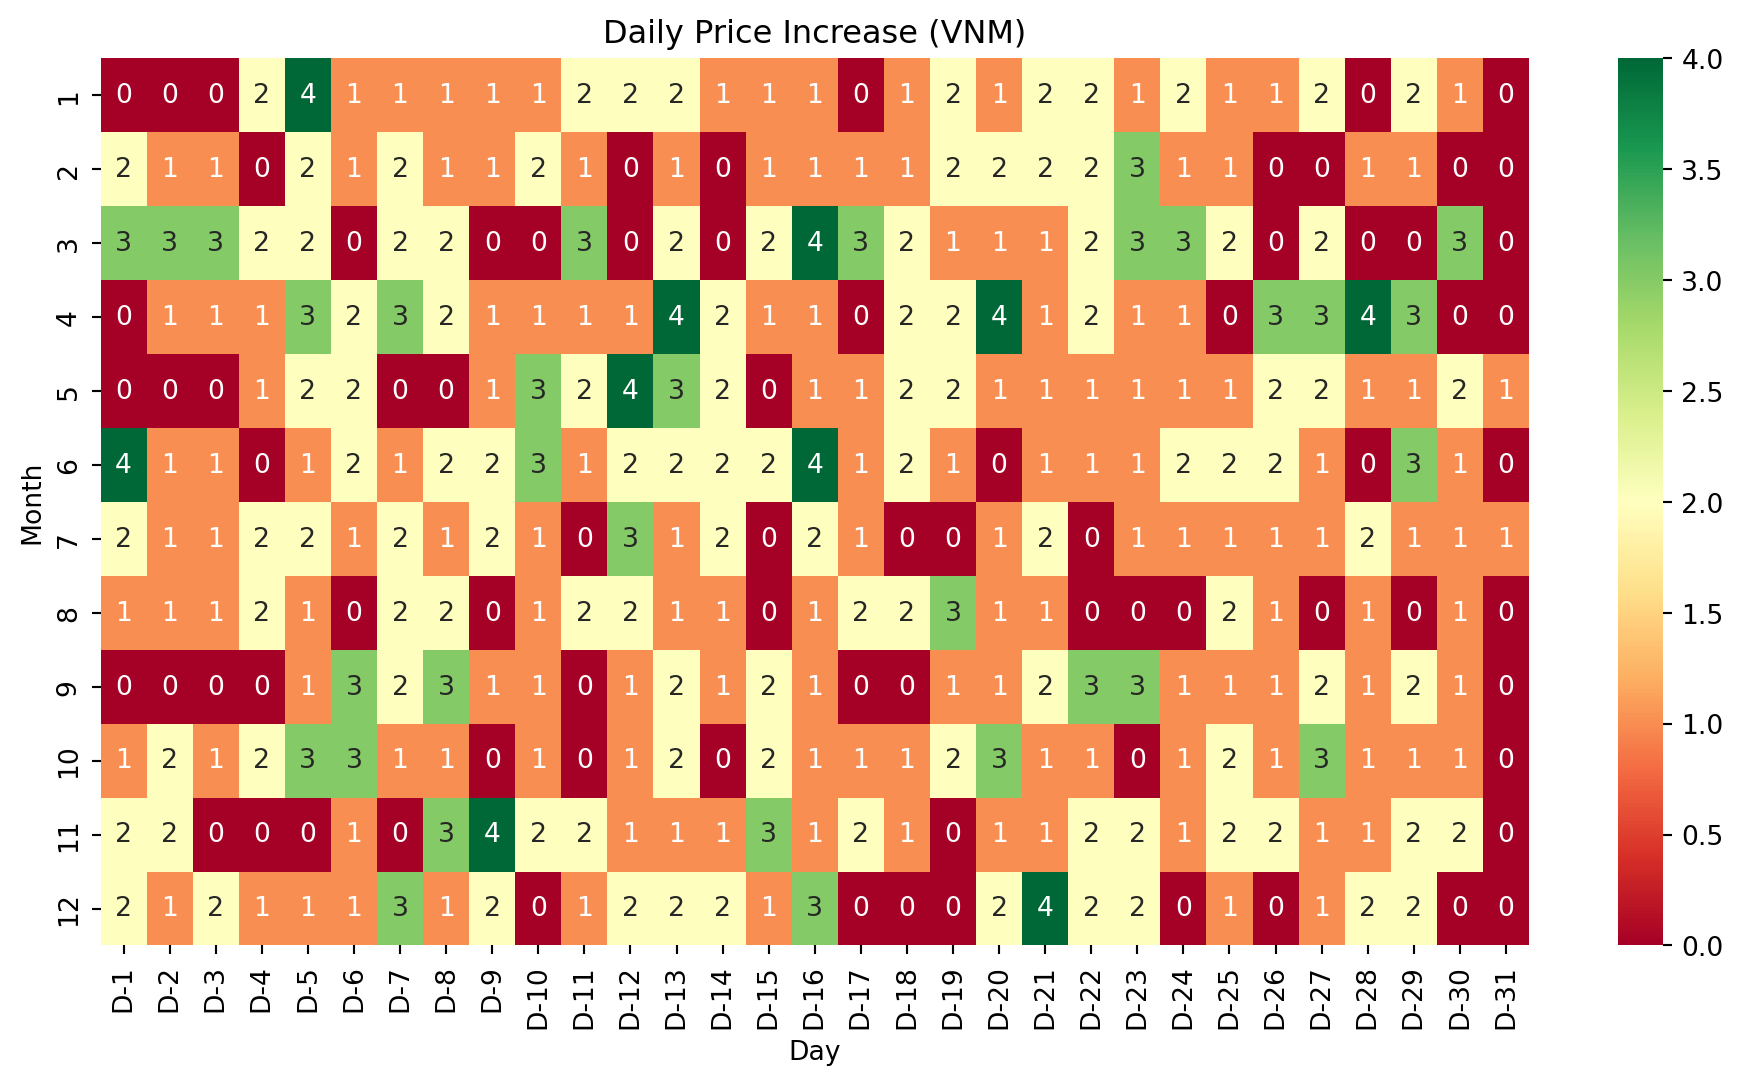 Daily Price Increase (VNM)
1 0 0 0 2 4 1 1 1 1 1 2 2 2 1 1 1 0 1 2 1 2 2 1 2 1 1 2 0 2 1 0
2 2 1 1 0 2 1 2 1 1 2 1 0 1 0 1 1 1 1 2 2 2 2 3 1 1 0 0 1 1 0 0
3 3 3 3 2 2 0 2 2 0 0 3 0 2 0 2 4 3 2 1 1 1 2 3 3 2 0 2 0 0 3 0
4 0 1 1 1 3 2 3 2 1 1 1 1 4 2 1 1 0 2 2 4 1 2 1 1 0 3 3 4 3 0 0
5 0 0 0 1 2 2 0 0 1 3 2 4 3 2 0 1 1 2 2 1 1 1 1 1 1 2 2 1 1 2 1
6 4 1 1 0 1 2 1 2 2 3 1 2 2 2 2 4 1 2 1 0 1 1 1 2 2 2 1 0 3 1 0
7 2 1 1 2 2 1 2 1 2 1 0 3 1 2 0 2 1 0 0 1 2 0 1 1 1 1 1 2 1 1 1
8 1 1 1 2 1 0 2 2 0 1 2 2 1 1 0 1 2 2 3 1 1 0 0 0 2 1 0 1 0 1 0
9 0 0 0 0 1 3 2 3 1 1 0 1 2 1 2 1 0 0 1 1 2 3 3 1 1 1 2 1 2 1 0
10 1 2 1 2 3 3 1 1 0 1 0 1 2 0 2 1 1 1 2 3 1 1 0 1 2 1 3 1 1 1 0
11 2 2 0 0 0 1 0 3 4 2 2 1 1 1 3 1 2 1 0 1 1 2 2 1 2 2 1 1 2 2 0
12 2 1 2 1 1 1 3 1 2 0 1 2 2 2 1 3 0 0 0 2 4 2 2 0 1 0 1 2 2 0 0
Month
D-1 D-2 D-3 D-4 D-5 D-6 D-7 D-8 D-9 D-10 D-11 D-12 D-13 D-14 D-15 D-16 D-17 D-18 D-19 D-20 D-21 D-22 D-23 D-24 D-25 D-26 D-27 D-28 D-29 D-30 D-31
Day
4.0
3.5
3.0
2.5
2.0
1.5
1.0
0.5
0.0